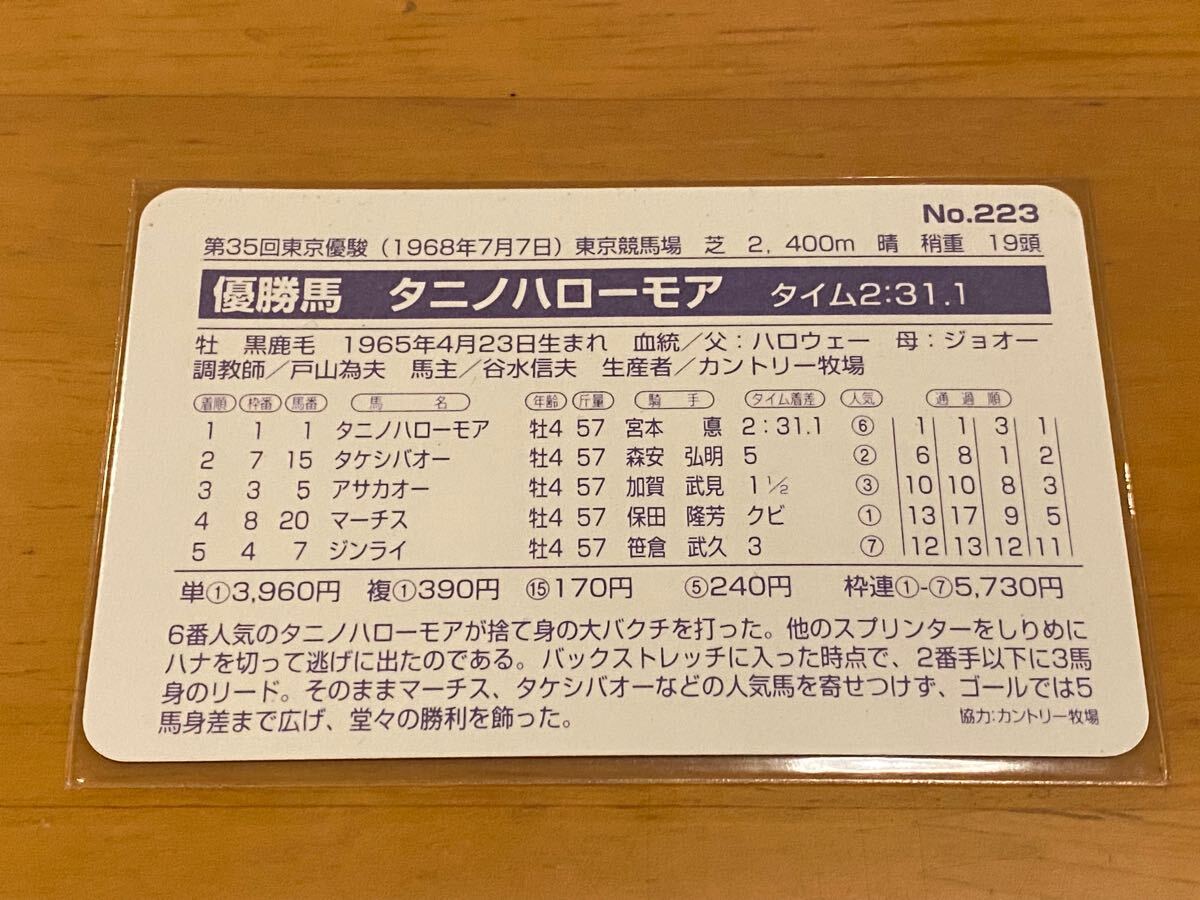 No.223
第35回東京優駿（1968年7月7日）東京競馬場 芝 2,400m 晴 稍重 19頭
優勝馬 タニノハローモア タイム2:31.1
牡 黒鹿毛 1965年4月23日生まれ 血統／父：ハロウェー 母：ジョオー
調教師／戸山為夫 馬主／谷水信夫 生産者／カントリー牧場
着順 枠番 馬番 馬名 年齢 斤量 騎手 タイム着差 人気 通過順
1 1 1 タニノハローモア 牡4 57 宮本 悳 2:31.1 ⑥ 1 1 3 1
2 7 15 タケシバオー 牡4 57 森安 弘明 5 ② 6 8 1 2
3 3 5 アサカオー 牡4 57 加賀 武見 1 ½ ③ 10 10 8 3
4 8 20 マーチス 牡4 57 保田 隆芳 クビ ① 13 17 9 5
5 4 7 ジンライ 牡4 57 笹倉 武久 3 ⑦ 12 13 12 11
単①3,960円 複①390円 ⑮170円 ⑤240円 枠連①-⑦5,730円
6番人気のタニノハローモアが捨て身の大バクチを打った。他のスプリンターをしりめに
ハナを切って逃げに出たのである。バックストレッチに入った時点で、2番手以下に3馬
身のリード。そのままマーチス、タケシバオーなどの人気馬を寄せつけず、ゴールでは5
馬身差まで広げ、堂々の勝利を飾った。 協力:カントリー牧場